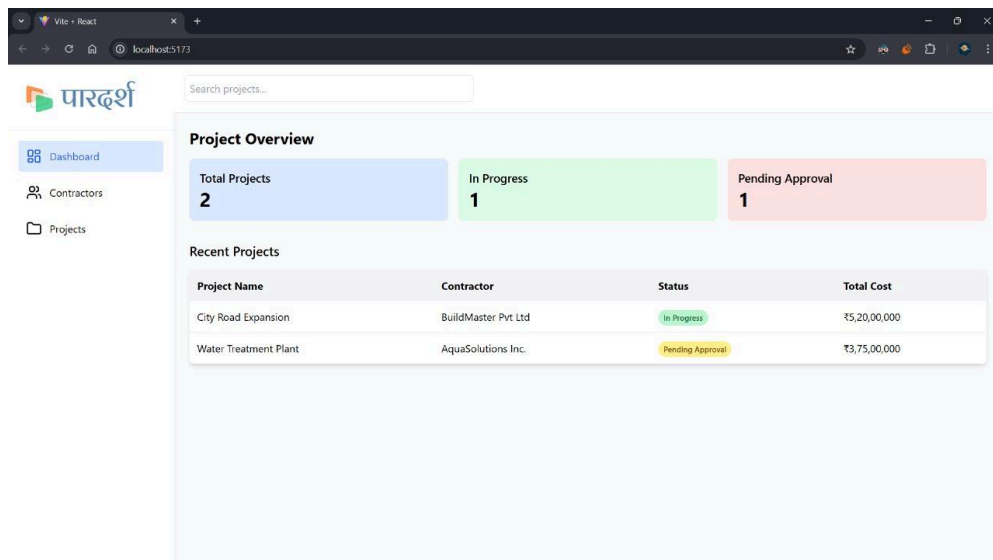 Vite + React
localhost:5173
पारदर्श
Search projects...
Dashboard
Contractors
Projects
Project Overview
Total Projects
2
In Progress
1
Pending Approval
1
Recent Projects
Project Name Contractor Status Total Cost
City Road Expansion BuildMaster Pvt Ltd In Progress ₹5,20,00,000
Water Treatment Plant AquaSolutions Inc. Pending Approval ₹3,75,00,000